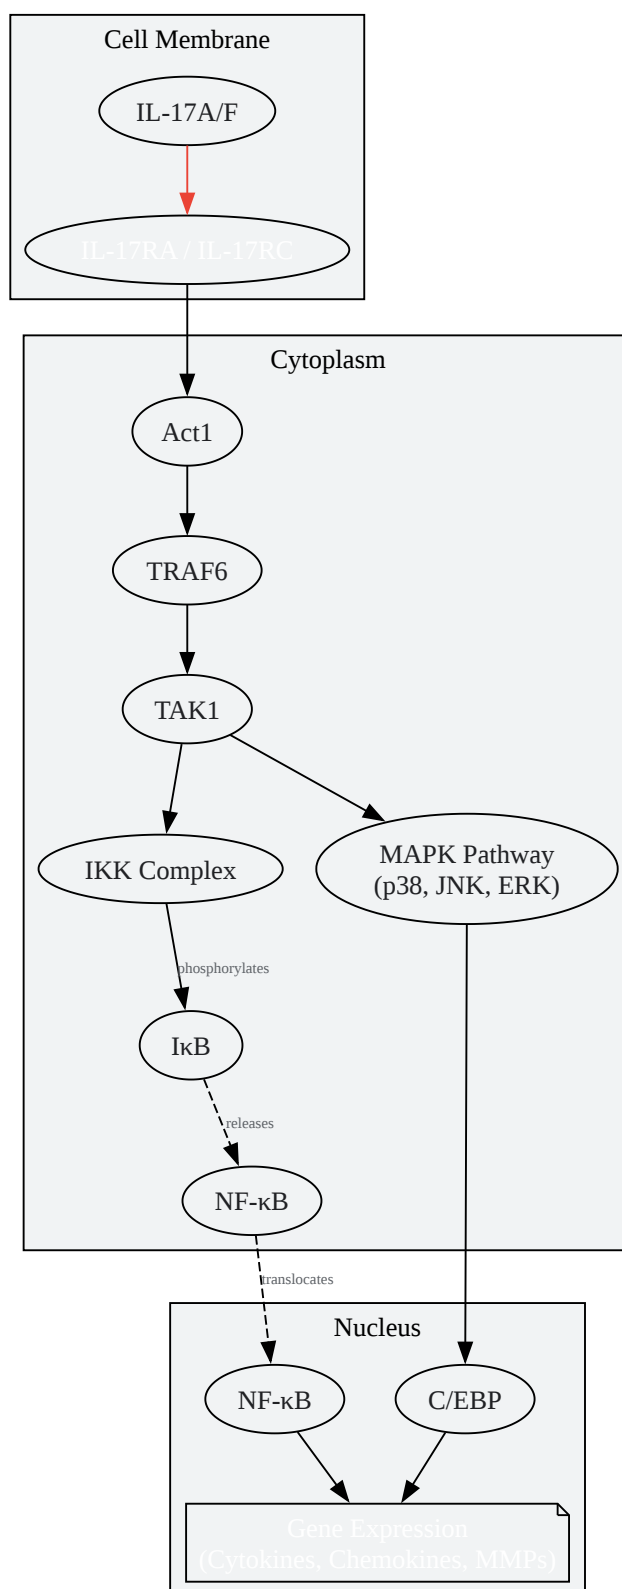 Cell Membrane
IL-17A/F
IL-17RA / IL-17RC
Cytoplasm
Act1
TRAF6
TAK1
IKK Complex
MAPK Pathway
(p38, JNK, ERK)
phosphorylates
IκB
releases
NF-κB
translocates
Nucleus
NF-κB
C/EBP
Gene Expression
(Cytokines, Chemokines, MMPs)